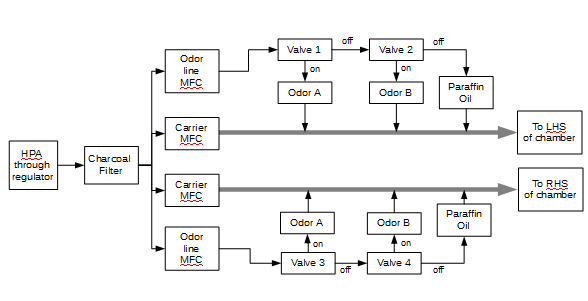 Odor
line
MFC
Valve 1
off
Valve 2
off
on
on
Odor A
Odor B
Paraffin
Oil
Carrier
MFC
To LHS
of chamber
HPA
through
regulator
Charcoal
Filter
Carrier
MFC
To RHS
of chamber
Odor A
Odor B
Paraffin
Oil
Odor
line
MFC
on
on
Valve 3
off
Valve 4
off